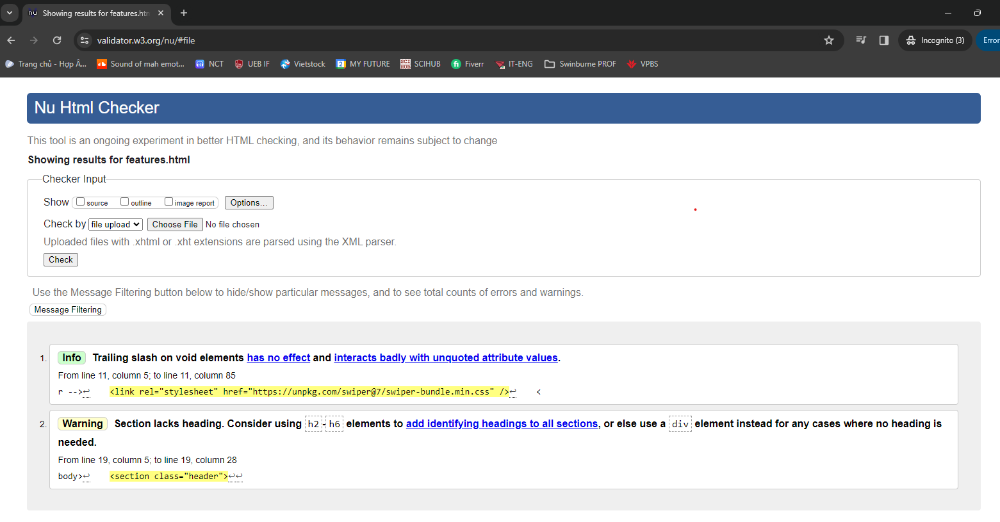 nu Showing results for features.htm
validator.w3.org/nu/#file
Incognito (3)
Error
Trang chủ - Hợp Â... Sound of mah emot... NCT UEB IF Vietstock 2 MY FUTURE SCI HUB SCIHUB fi Fiverr IT-ENG Swinburne PROF VPBS
Nu Html Checker
This tool is an ongoing experiment in better HTML checking, and its behavior remains subject to change
Showing results for features.html
Checker Input
Show source outline image report Options...
Check by file upload Choose File No file chosen
Uploaded files with .xhtml or .xht extensions are parsed using the XML parser.
Check
Use the Message Filtering button below to hide/show particular messages, and to see total counts of errors and warnings.
Message Filtering
1. Info Trailing slash on void elements has no effect and interacts badly with unquoted attribute values.
From line 11, column 5; to line 11, column 85
r -->↩ <link rel="stylesheet" href="https://unpkg.com/swiper@7/swiper-bundle.min.css" />↩ <
2. Warning Section lacks heading. Consider using h2-h6 elements to add identifying headings to all sections, or else use a div element instead for any cases where no heading is
needed.
From line 19, column 5; to line 19, column 28
body>↩ <section class="header">↩↩